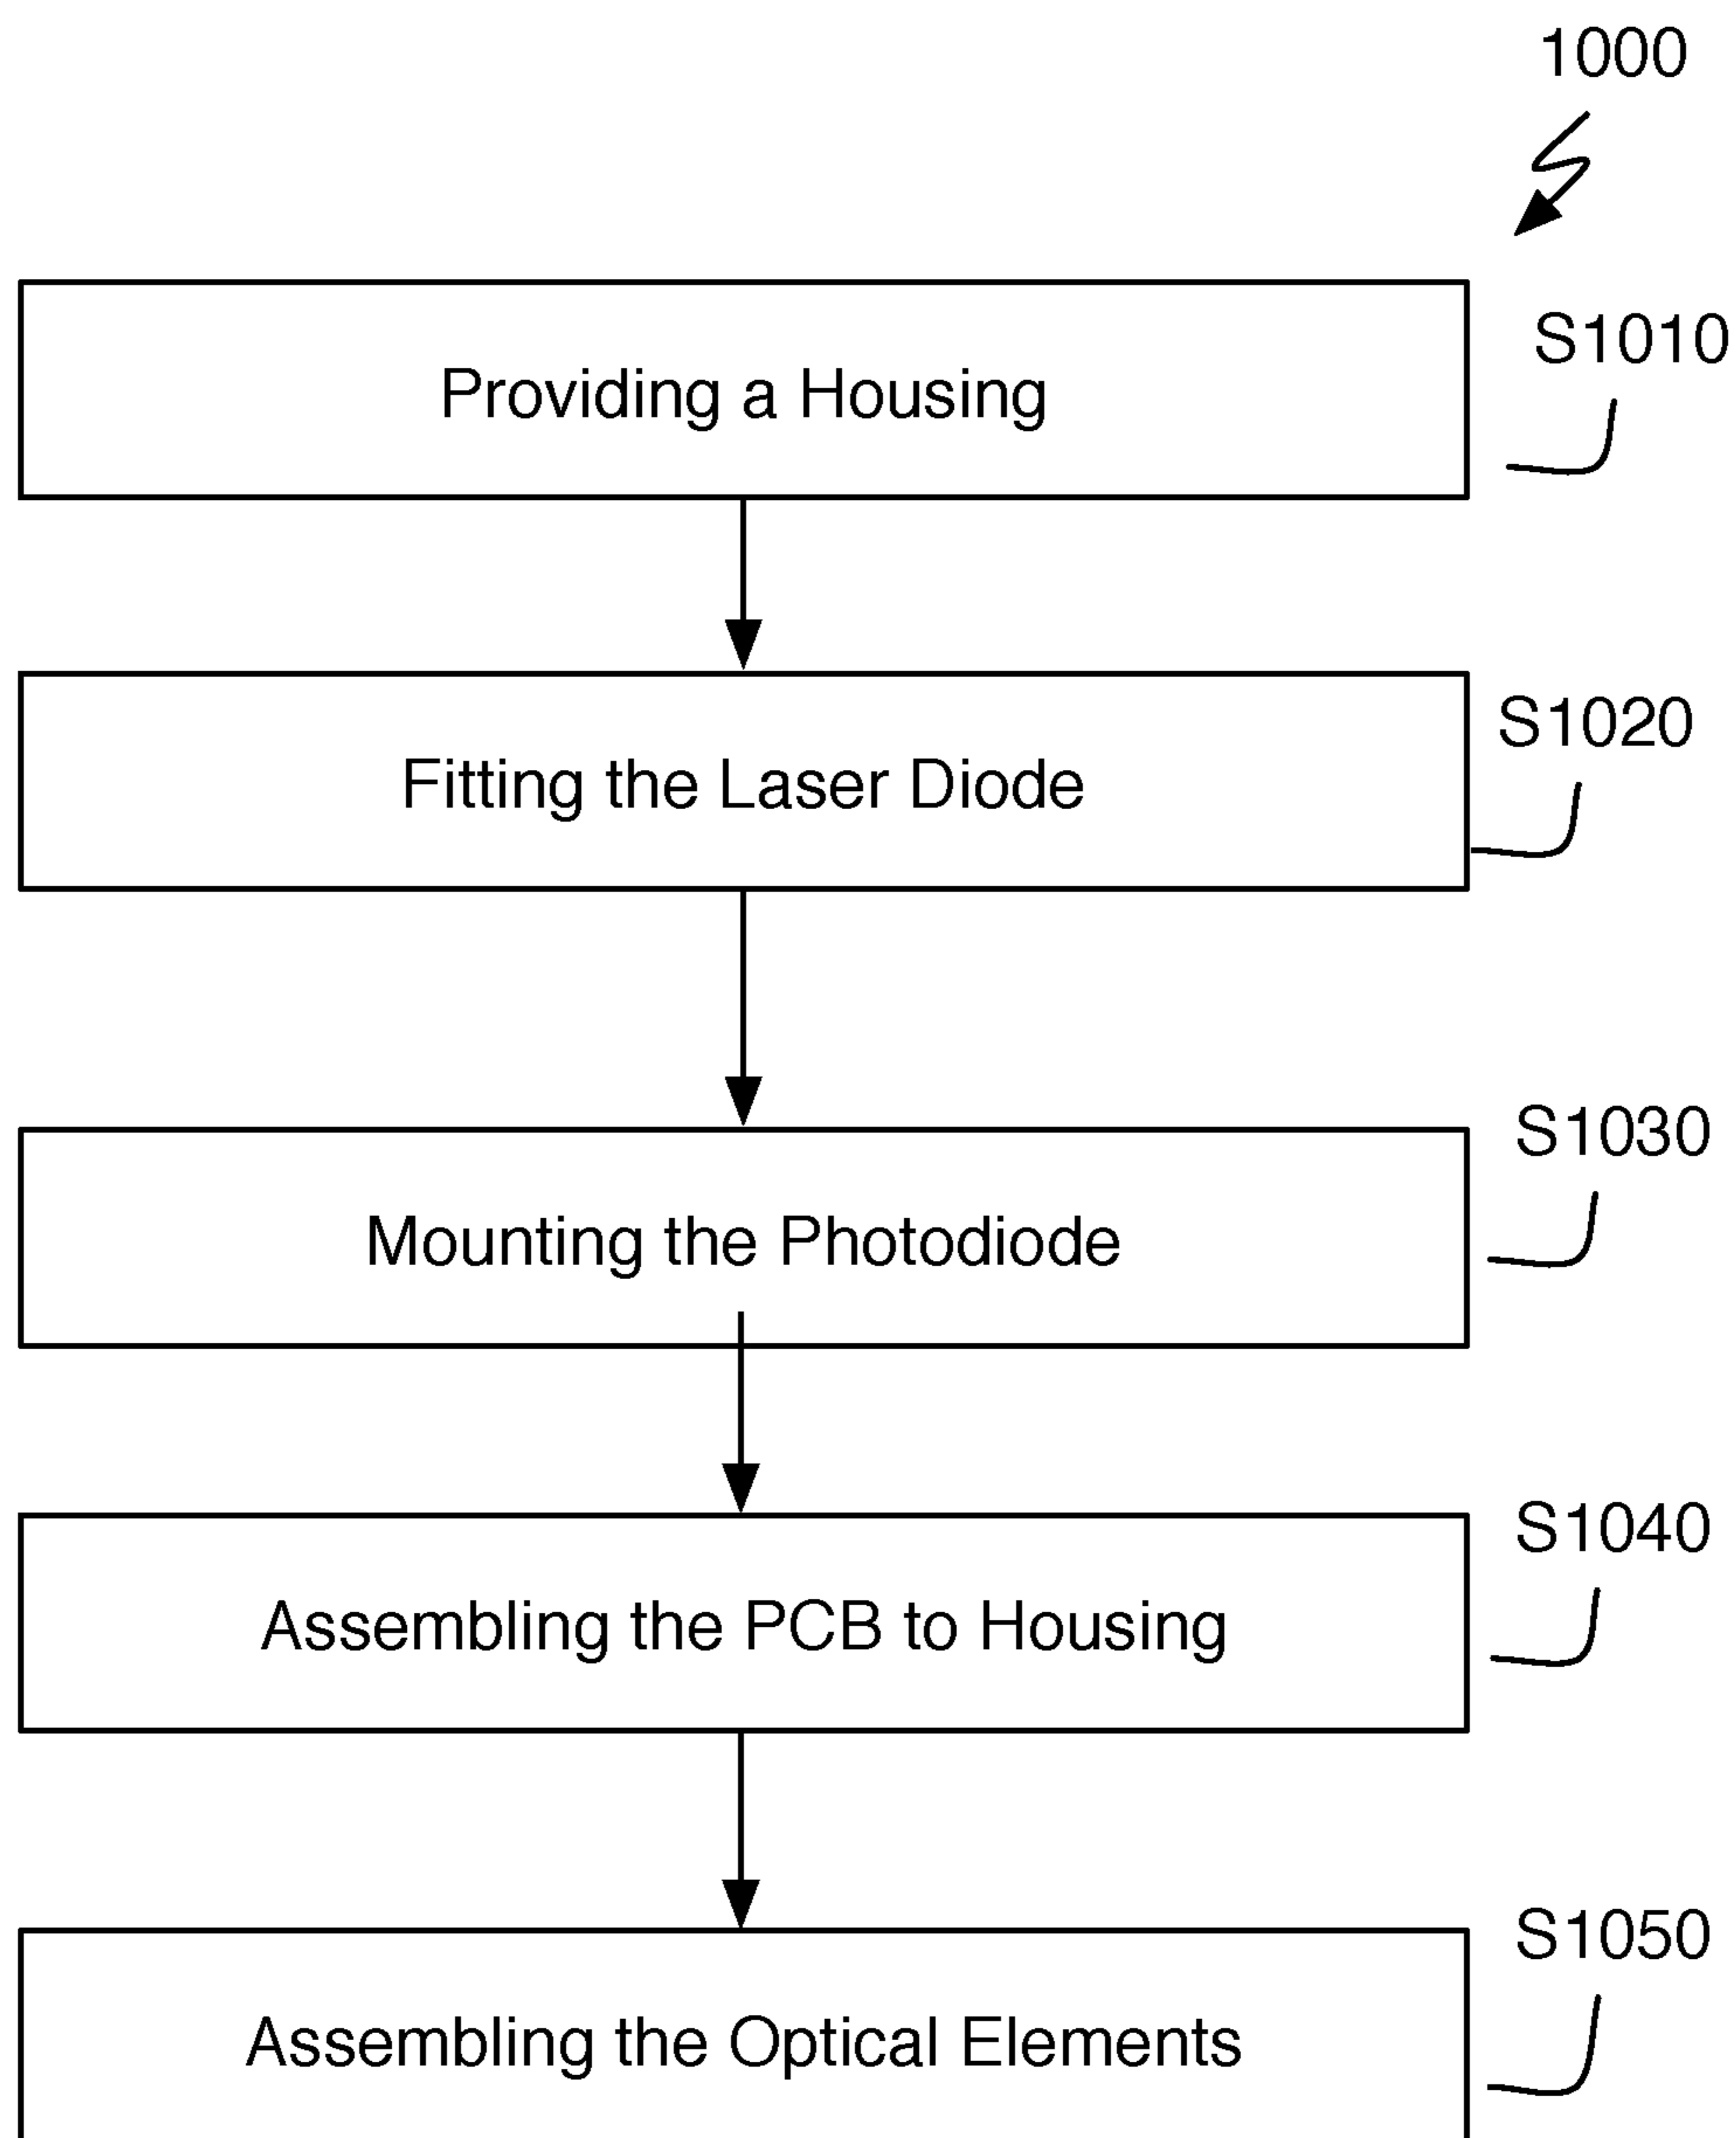 1000
S1010
Providing a Housing
S1020
Fitting the Laser Diode
S1030
Mounting the Photodiode
S1040
Assembling the PCB to Housing
S1050
Assembling the Optical Elements